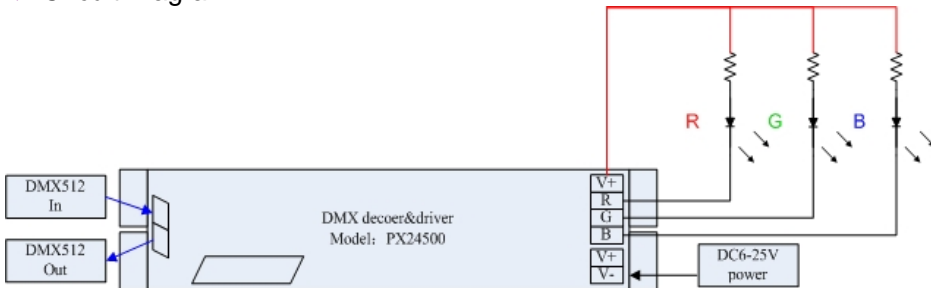 R
G
B
V+
R
G
B
V+
V-
DMX512
In
DMX512
Out
DMX decoer&driver
Model：PX24500
DC6-25V
power